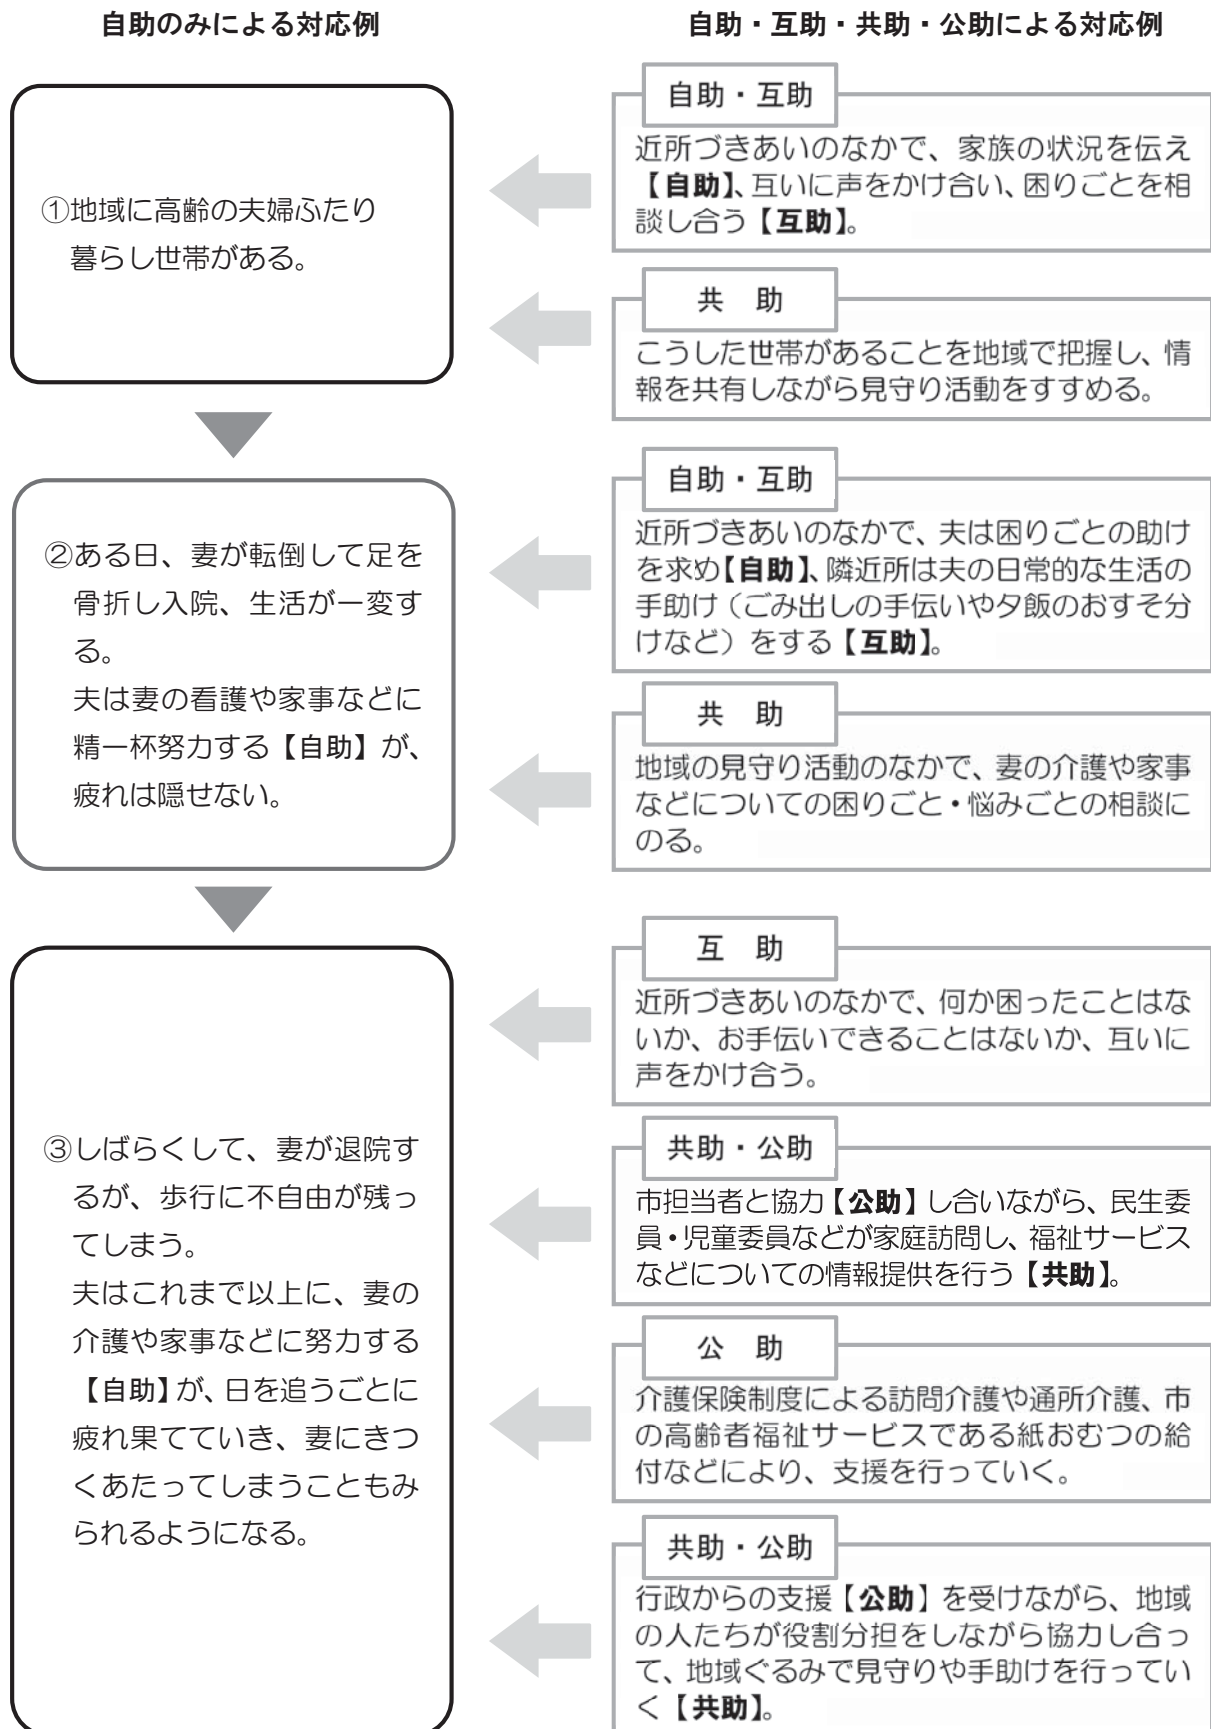 自助のみによる対応例
自助・互助・共助・公助による対応例
①地域に高齢の夫婦ふたり
暮らし世帯がある。
自助・互助
近所づきあいのなかで、家族の状況を伝え
【自助】、互いに声をかけ合い、困りごとを相
談し合う【互助】。
共　助
こうした世帯があることを地域で把握し、情
報を共有しながら見守り活動をすすめる。
②ある日、妻が転倒して足を
骨折し入院、生活が一変す
る。
夫は妻の看護や家事などに
精一杯努力する【自助】が、
疲れは隠せない。
自助・互助
近所づきあいのなかで、夫は困りごとの助け
を求め【自助】、隣近所は夫の日常的な生活の
手助け（ごみ出しの手伝いや夕飯のおすそ分
けなど）をする【互助】。
共　助
地域の見守り活動のなかで、妻の介護や家事
などについての困りごと・悩みごとの相談に
のる。
③しばらくして、妻が退院す
るが、歩行に不自由が残っ
てしまう。
夫はこれまで以上に、妻の
介護や家事などに努力する
【自助】が、日を追うごとに
疲れ果てていき、妻にきつ
くあたってしまうこともみ
られるようになる。
互　助
近所づきあいのなかで、何か困ったことはな
いか、お手伝いできることはないか、互いに
声をかけ合う。
共助・公助
市担当者と協力【公助】し合いながら、民生委
員・児童委員などが家庭訪問し、福祉サービス
などについての情報提供を行う【共助】。
公　助
介護保険制度による訪問介護や通所介護、市
の高齢者福祉サービスである紙おむつの給
付などにより、支援を行っていく。
共助・公助
行政からの支援【公助】を受けながら、地域
の人たちが役割分担をしながら協力し合っ
て、地域ぐるみで見守りや手助けを行ってい
く【共助】。